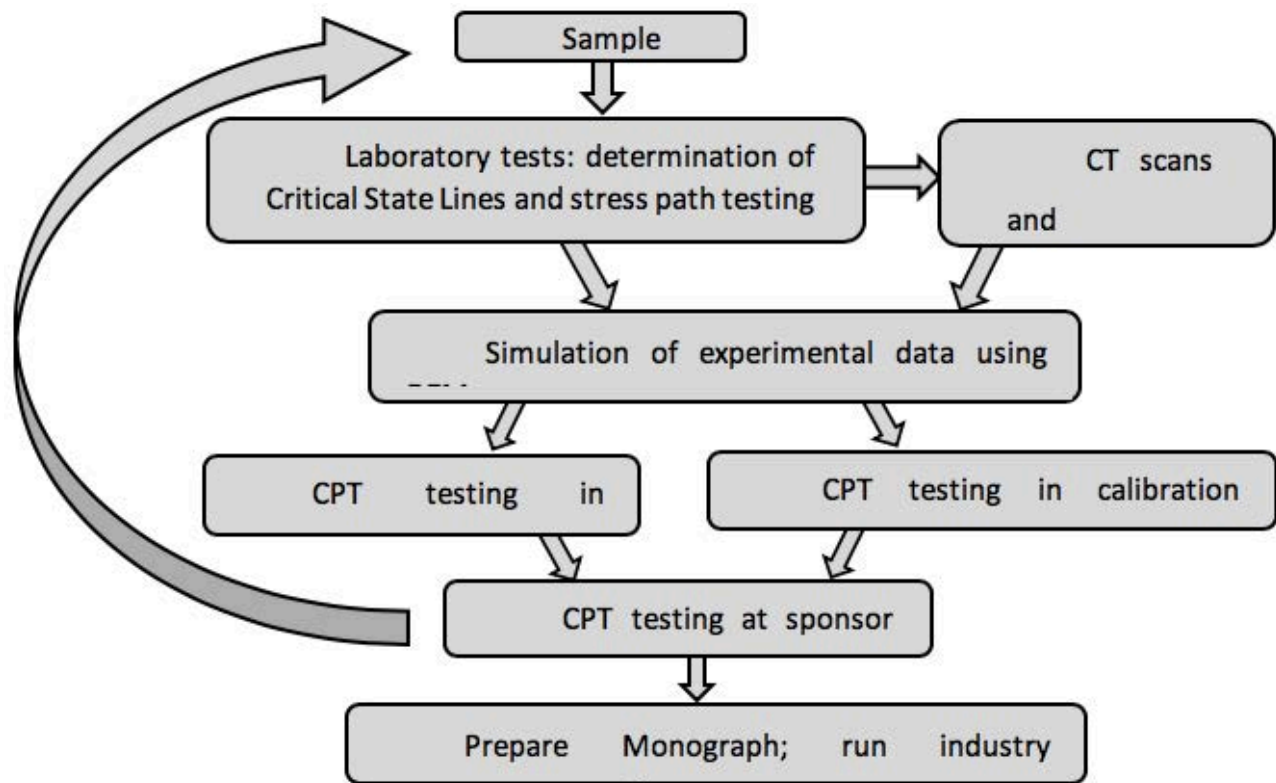 Sample
Laboratory tests: determination of
Critical State Lines and stress path testing
CT scans
and
Simulation of experimental data using
CPT testing in
CPT testing in calibration
CPT testing at sponsor
Prepare Monograph; run industry